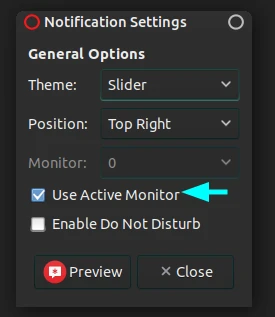 Notification Settings
General Options
Theme: Slider
Position: Top Right
Monitor: 0
Use Active Monitor
Enable Do Not Disturb
Preview Close